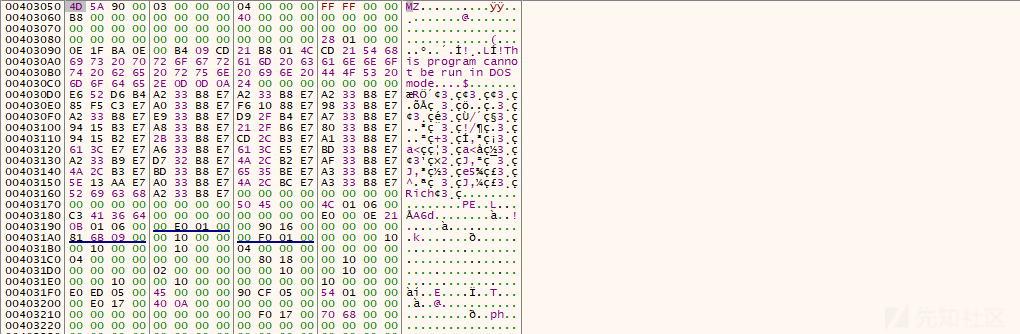 00403050 4D 5A 90 00 03 00 00 00 04 00 00 00 FF FF 00 00 MZ..........ÿÿ..
00403060 B8 00 00 00 00 00 00 00 40 00 00 00 00 00 00 00 ¸.......@.......
00403070 00 00 00 00 00 00 00 00 00 00 00 00 00 00 00 00 ................
00403080 00 00 00 00 00 00 00 00 00 00 00 00 28 01 00 00 ............(...
00403090 0E 1F BA 0E 00 B4 09 CD 21 B8 01 4C CD 21 54 68 ..º..´.Í!¸.LÍ!Th
004030A0 69 73 20 70 72 6F 67 72 61 6D 20 63 61 6E 6E 6F is program canno
004030B0 74 20 62 65 20 72 75 6E 20 69 6E 20 44 4F 53 20 t be run in DOS
004030C0 6D 6F 64 65 2E 0D 0D 0A 24 00 00 00 00 00 00 00 mode....$.......
004030D0 E6 52 D6 B4 A2 33 B8 E7 A2 33 B8 E7 A2 33 B8 E7 æRÖ´¢3¸ç¢3¸ç¢3¸ç
004030E0 85 F5 C3 E7 A0 33 B8 E7 F6 10 88 E7 98 33 B8 E7 .õÃç 3¸çö..ç.3¸ç
004030F0 A2 33 B8 E7 E9 33 B8 E7 D9 2F B4 E7 A7 33 B8 E7 ¢3¸çé3¸çÙ/´ç§3¸ç
00403100 94 15 B3 E7 A8 33 B8 E7 21 2F B6 E7 80 33 B8 E7 ..³ç¨3¸ç!/¶ç.3¸ç
00403110 94 15 B2 E7 2B 33 B8 E7 CD 2C B3 E7 A1 33 B8 E7 ..²ç+3¸çÍ,³ç¡3¸ç
00403120 61 3C E7 E7 A6 33 B8 E7 61 3C E5 E7 BD 33 B8 E7 a<çç¦3¸ça<åç½3¸ç
00403130 A2 33 B9 E7 D7 32 B8 E7 4A 2C B2 E7 AF 33 B8 E7 ¢3¹ç×2¸çJ,²ç¯3¸ç
00403140 4A 2C B3 E7 BD 33 B8 E7 65 35 BE E7 A3 33 B8 E7 J,³ç½3¸çe5¾ç£3¸ç
00403150 5E 13 AA E7 A0 33 B8 E7 4A 2C BC E7 A3 33 B8 E7 ^.ªç 3¸çJ,¼ç£3¸ç
00403160 52 69 63 68 A2 33 B8 E7 00 00 00 00 00 00 00 00 Rich¢3¸ç........
00403170 00 00 00 00 00 00 00 00 50 45 00 00 4C 01 06 00 ........PE..L...
00403180 C3 41 36 64 00 00 00 00 00 00 00 00 E0 00 0E 21 ÃA6d........à..!
00403190 0B 01 06 00 00 E0 01 00 00 90 16 00 00 00 00 00 .....à..........
004031A0 81 6B 09 00 00 10 00 00 00 F0 01 00 00 00 00 10 .k.......ð......
004031B0 00 10 00 00 00 10 00 00 04 00 00 00 00 00 00 00 ................
004031C0 04 00 00 00 00 00 00 00 00 80 18 00 00 10 00 00 ................
004031D0 00 00 00 00 02 00 00 00 00 00 10 00 00 10 00 00 ................
004031E0 00 00 10 00 00 10 00 00 00 00 00 00 10 00 00 00 ................
004031F0 E0 ED 05 00 45 00 00 00 90 CF 05 00 54 01 00 00 àí..E....Ï..T...
00403200 00 E0 17 00 40 0A 00 00 00 00 00 00 00 00 00 00 .à..@...........
00403210 00 00 00 00 00 00 00 00 00 F0 17 00 70 68 00 00 .........ð..ph..
00403220 00 00 00 00 00 00 00 00 00 00 00 00 00 00 00 00 ................
先知社区